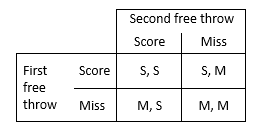 Second free throw
Score Miss
First free throw
Score S, S S, M
Miss M, S M, M